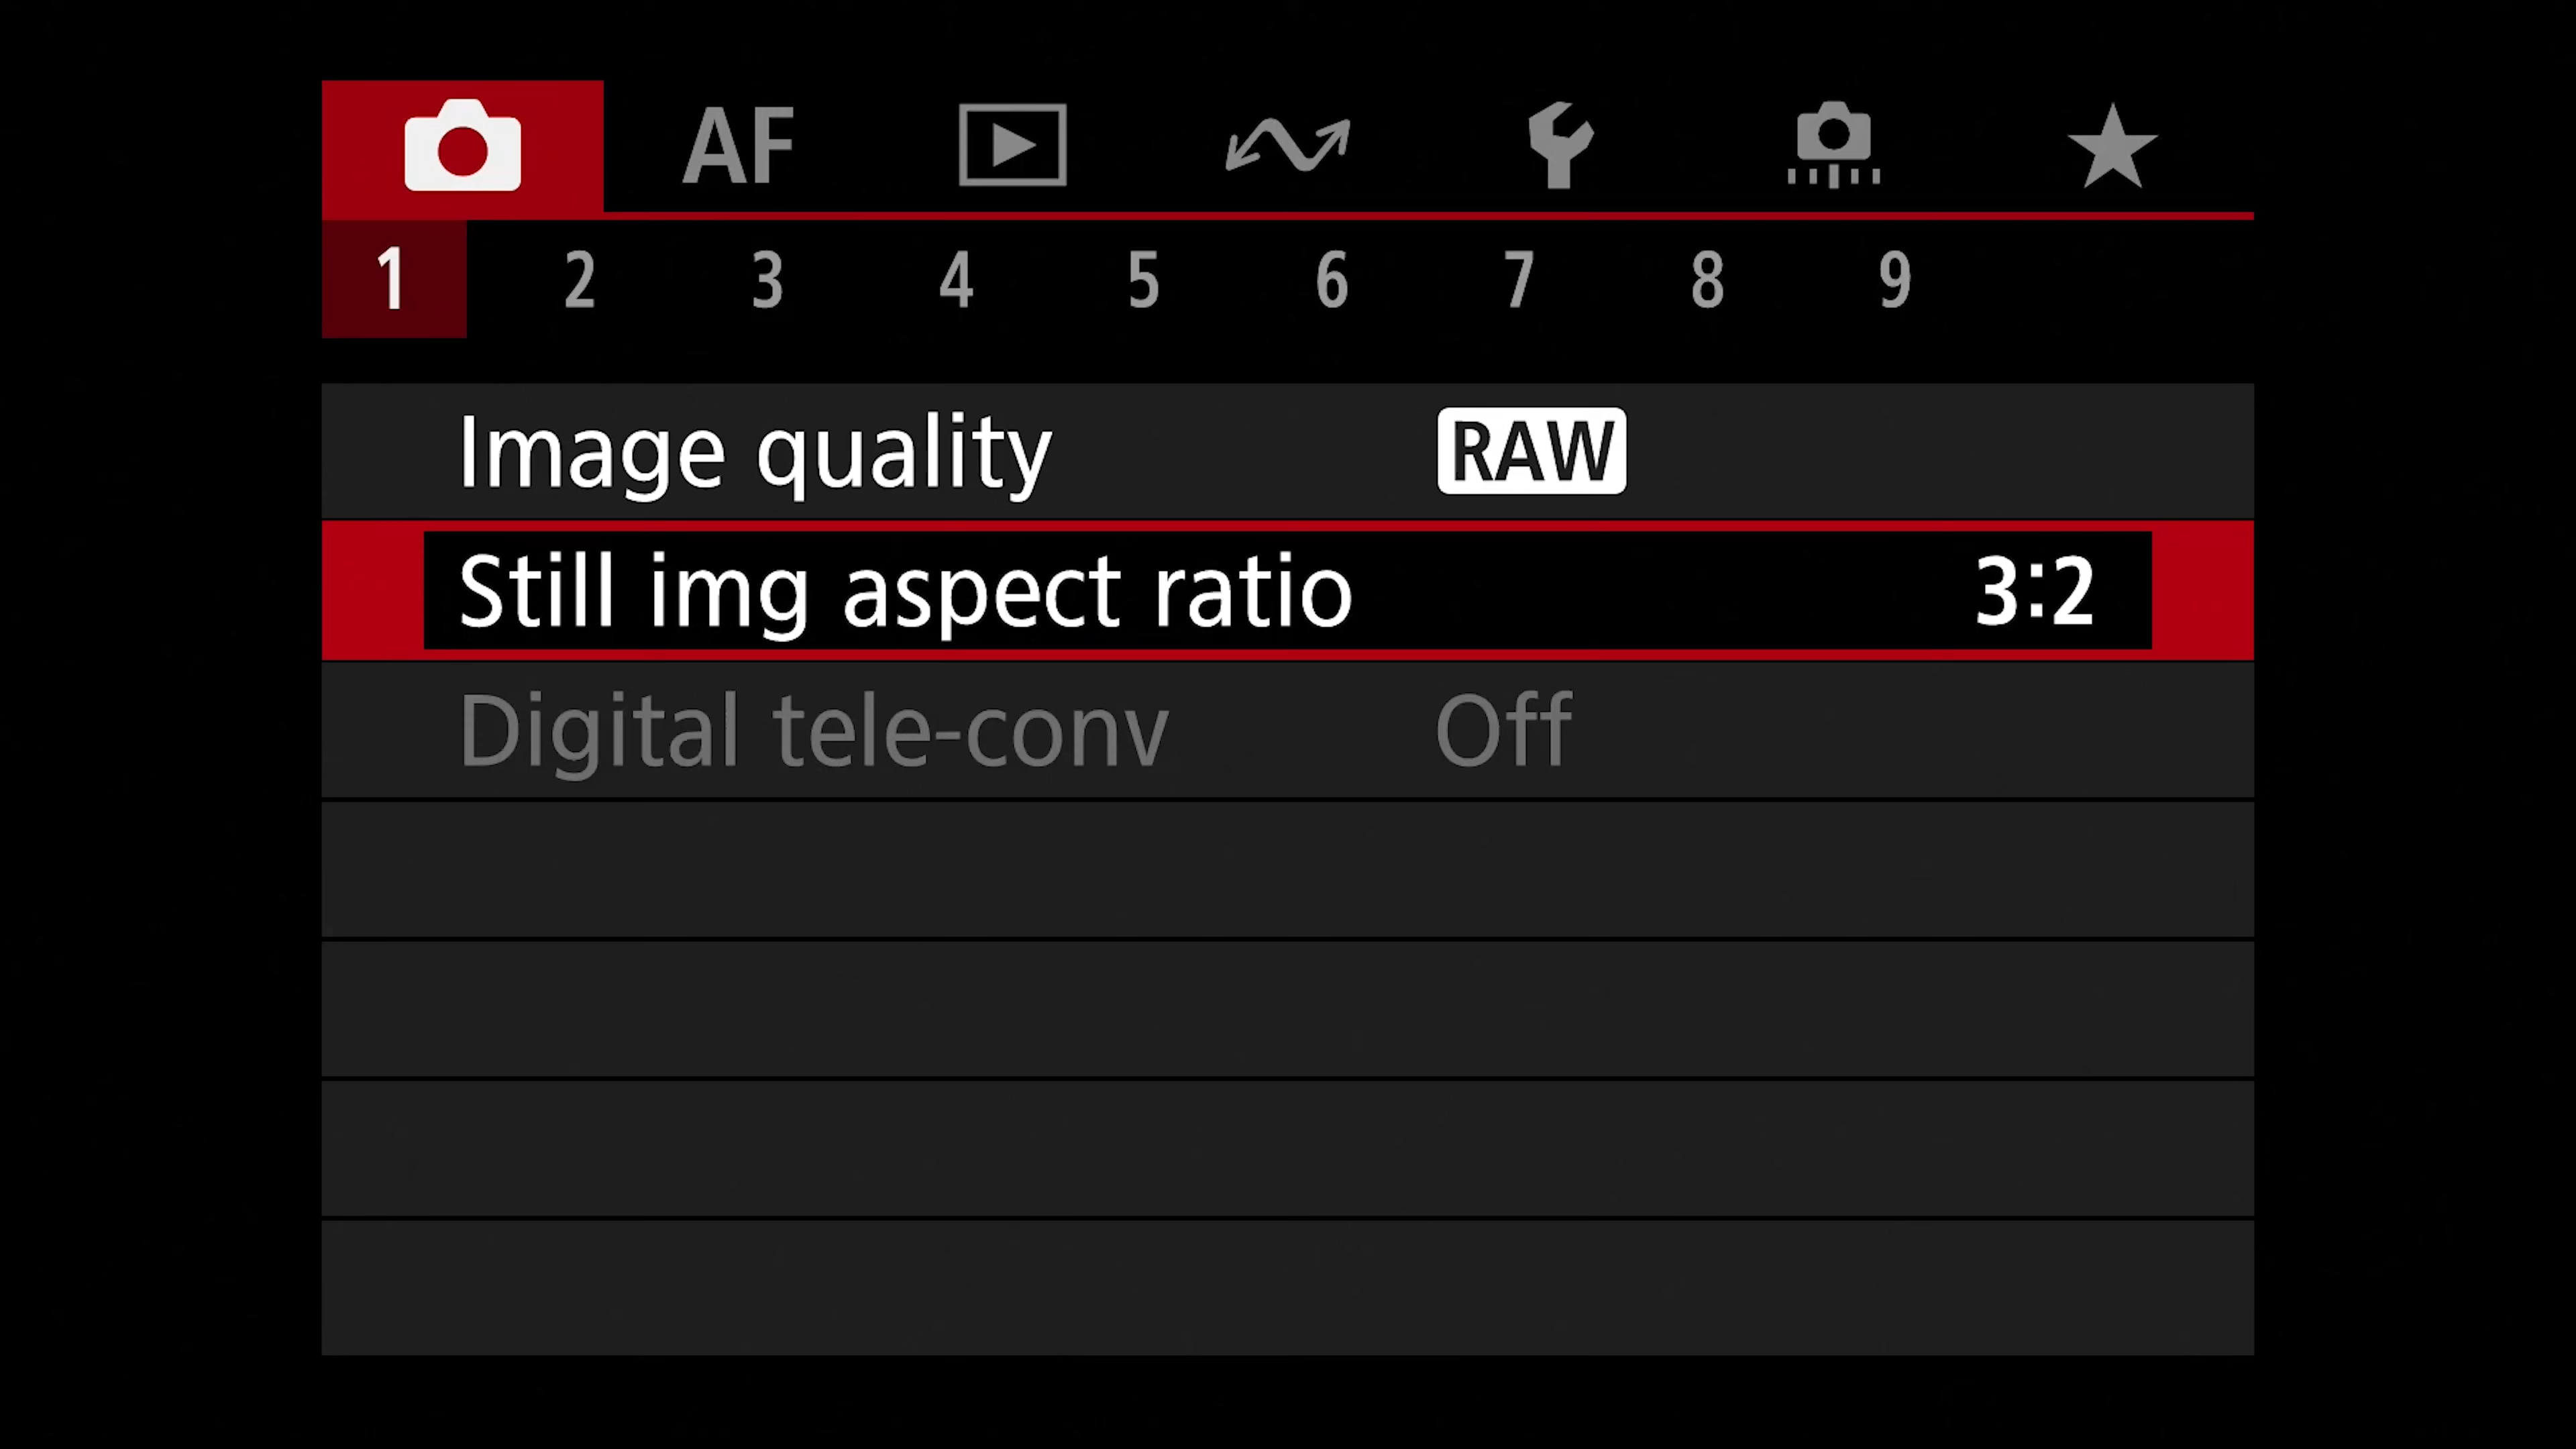 AF
1 2 3 4 5 6 7 8 9
Image quality RAW
Still img aspect ratio 3:2
Digital tele-conv Off